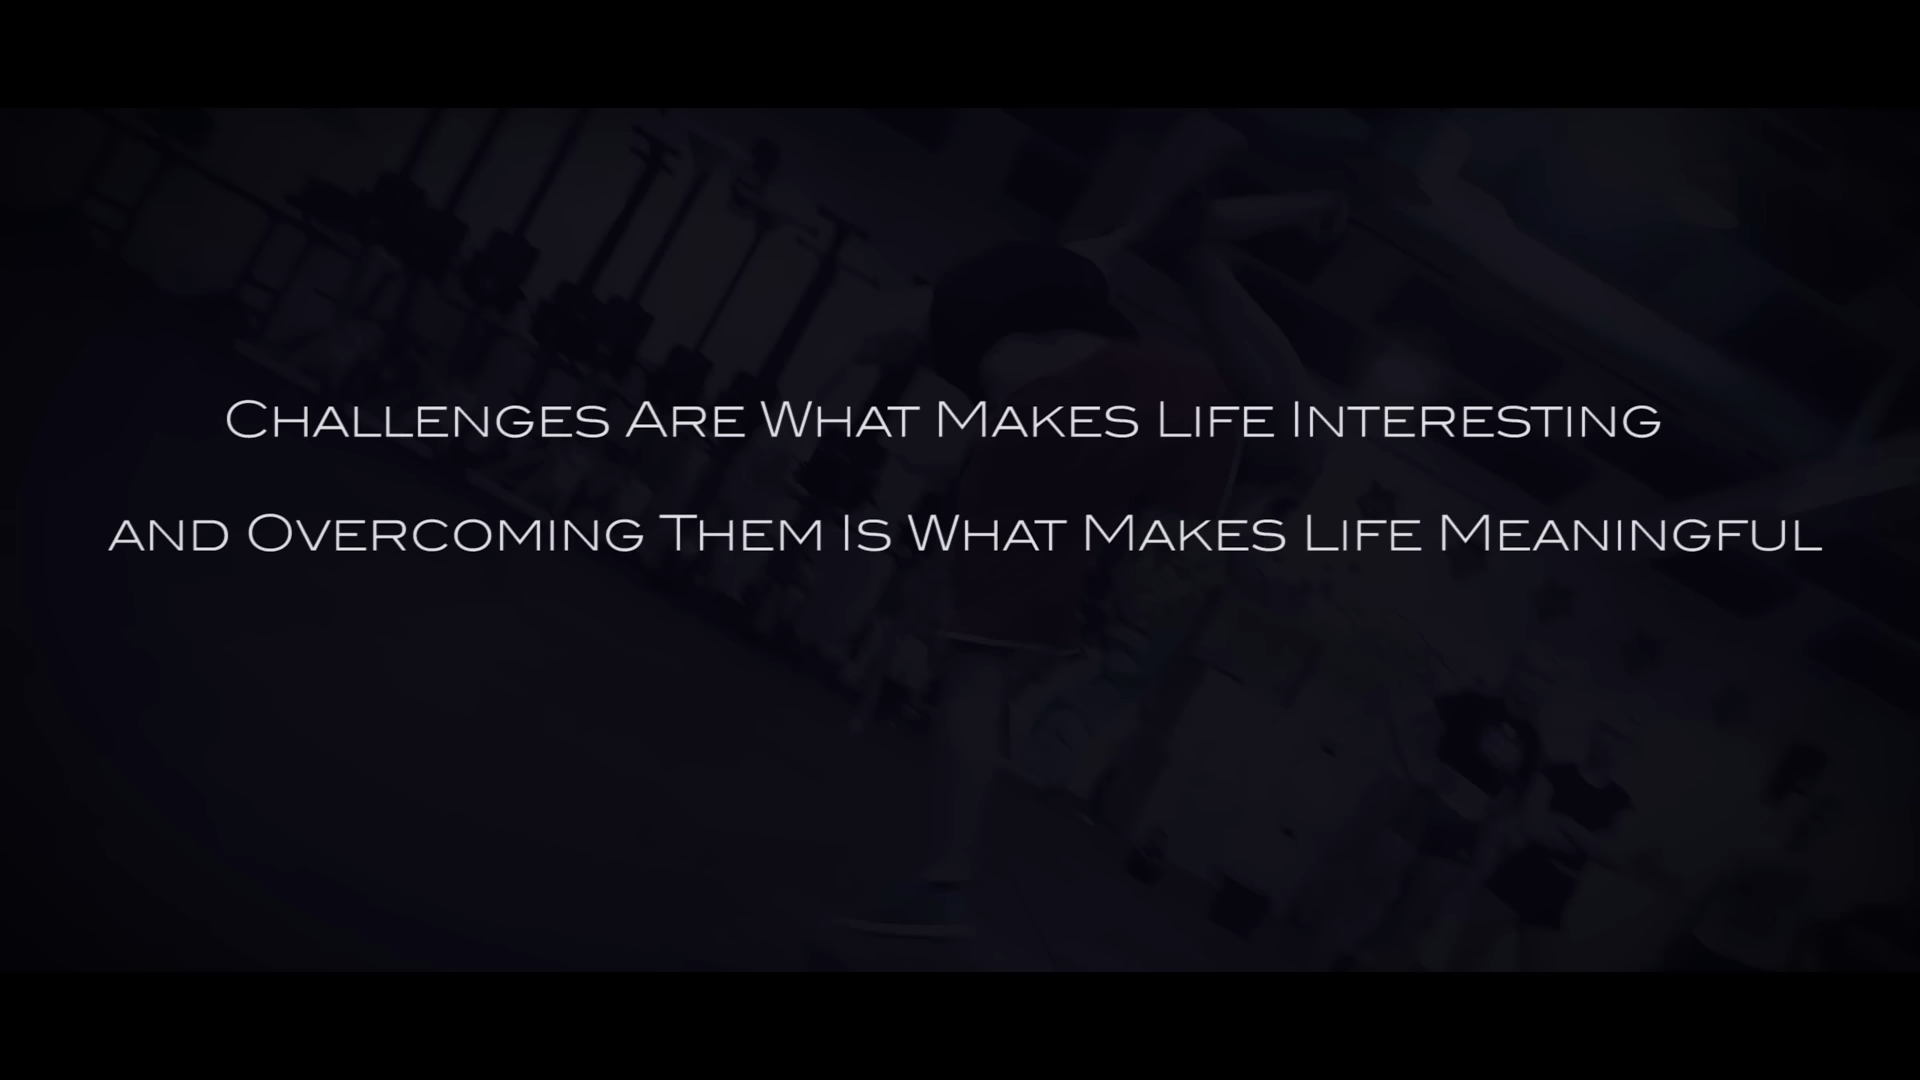 Challenges Are What Makes Life Interesting
and Overcoming Them Is What Makes Life Meaningful